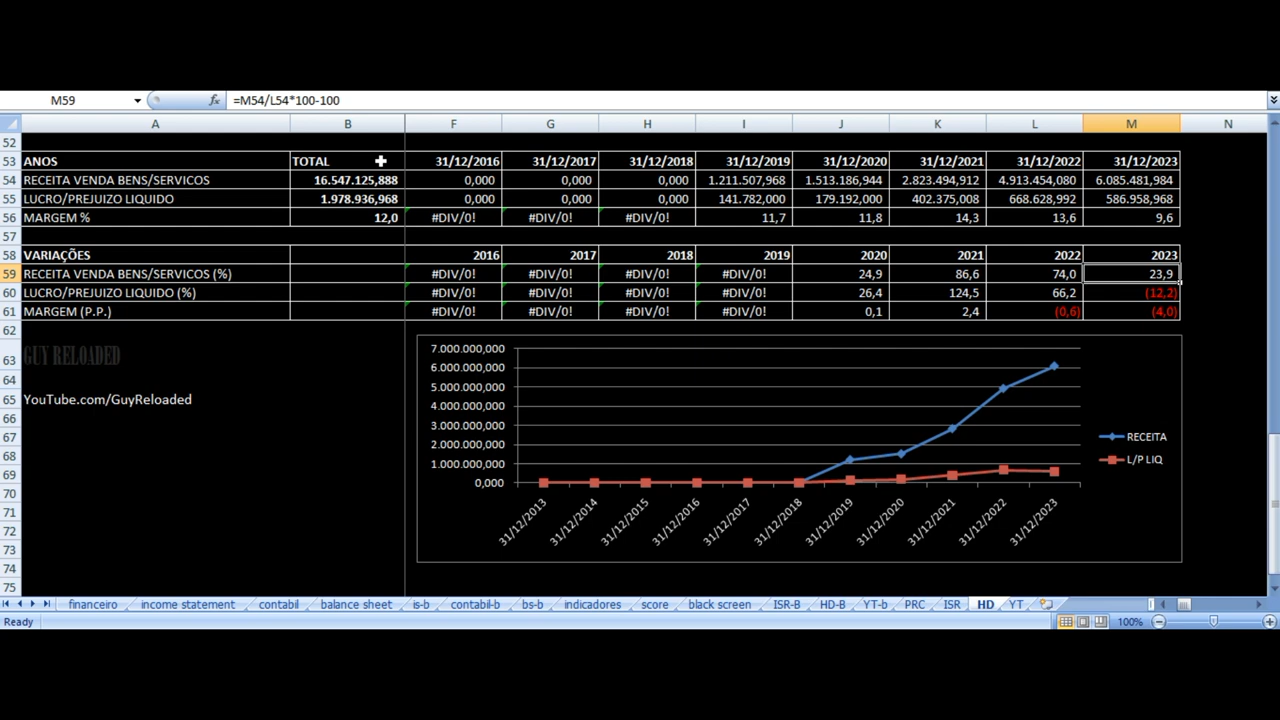 M59 fx =M54/L54*100-100
A B F G H I J K L M N
52
53 ANOS TOTAL 31/12/2016 31/12/2017 31/12/2018 31/12/2019 31/12/2020 31/12/2021 31/12/2022 31/12/2023
54 RECEITA VENDA BENS/SERVICOS 16.547.125,888 0,000 0,000 0,000 1.211.507,968 1.513.186,944 2.823.494,912 4.913.454,080 6.085.481,984
55 LUCRO/PREJUIZO LIQUIDO 1.978.936,968 0,000 0,000 0,000 141.782,000 179.192,000 402.375,008 668.628,992 586.958,968
56 MARGEM % 12,0 #DIV/0! #DIV/0! #DIV/0! 11,7 11,8 14,3 13,6 9,6
57
58 VARIAÇÕES 2016 2017 2018 2019 2020 2021 2022 2023
59 RECEITA VENDA BENS/SERVICOS (%) #DIV/0! #DIV/0! #DIV/0! #DIV/0! 24,9 86,6 74,0 23,9
60 LUCRO/PREJUIZO LIQUIDO (%) #DIV/0! #DIV/0! #DIV/0! #DIV/0! 26,4 124,5 66,2 (12,2)
61 MARGEM (P.P.) #DIV/0! #DIV/0! #DIV/0! #DIV/0! 0,1 2,4 (0,6) (4,0)
62
63 GUY RELOADED
64
65 YouTube.com/GuyReloaded
66
67
68
69
70
71
72
73
74
75
7.000.000,000
6.000.000,000
5.000.000,000
4.000.000,000
3.000.000,000
2.000.000,000
1.000.000,000
0,000
31/12/2013 31/12/2014 31/12/2015 31/12/2016 31/12/2017 31/12/2018 31/12/2019 31/12/2020 31/12/2021 31/12/2022 31/12/2023
RECEITA
L/P LIQ
financeiro income statement contabil balance sheet is-b contabil-b bs-b indicadores score black screen ISR-B HD-B YT-b PRC ISR HD YT
Ready 100%